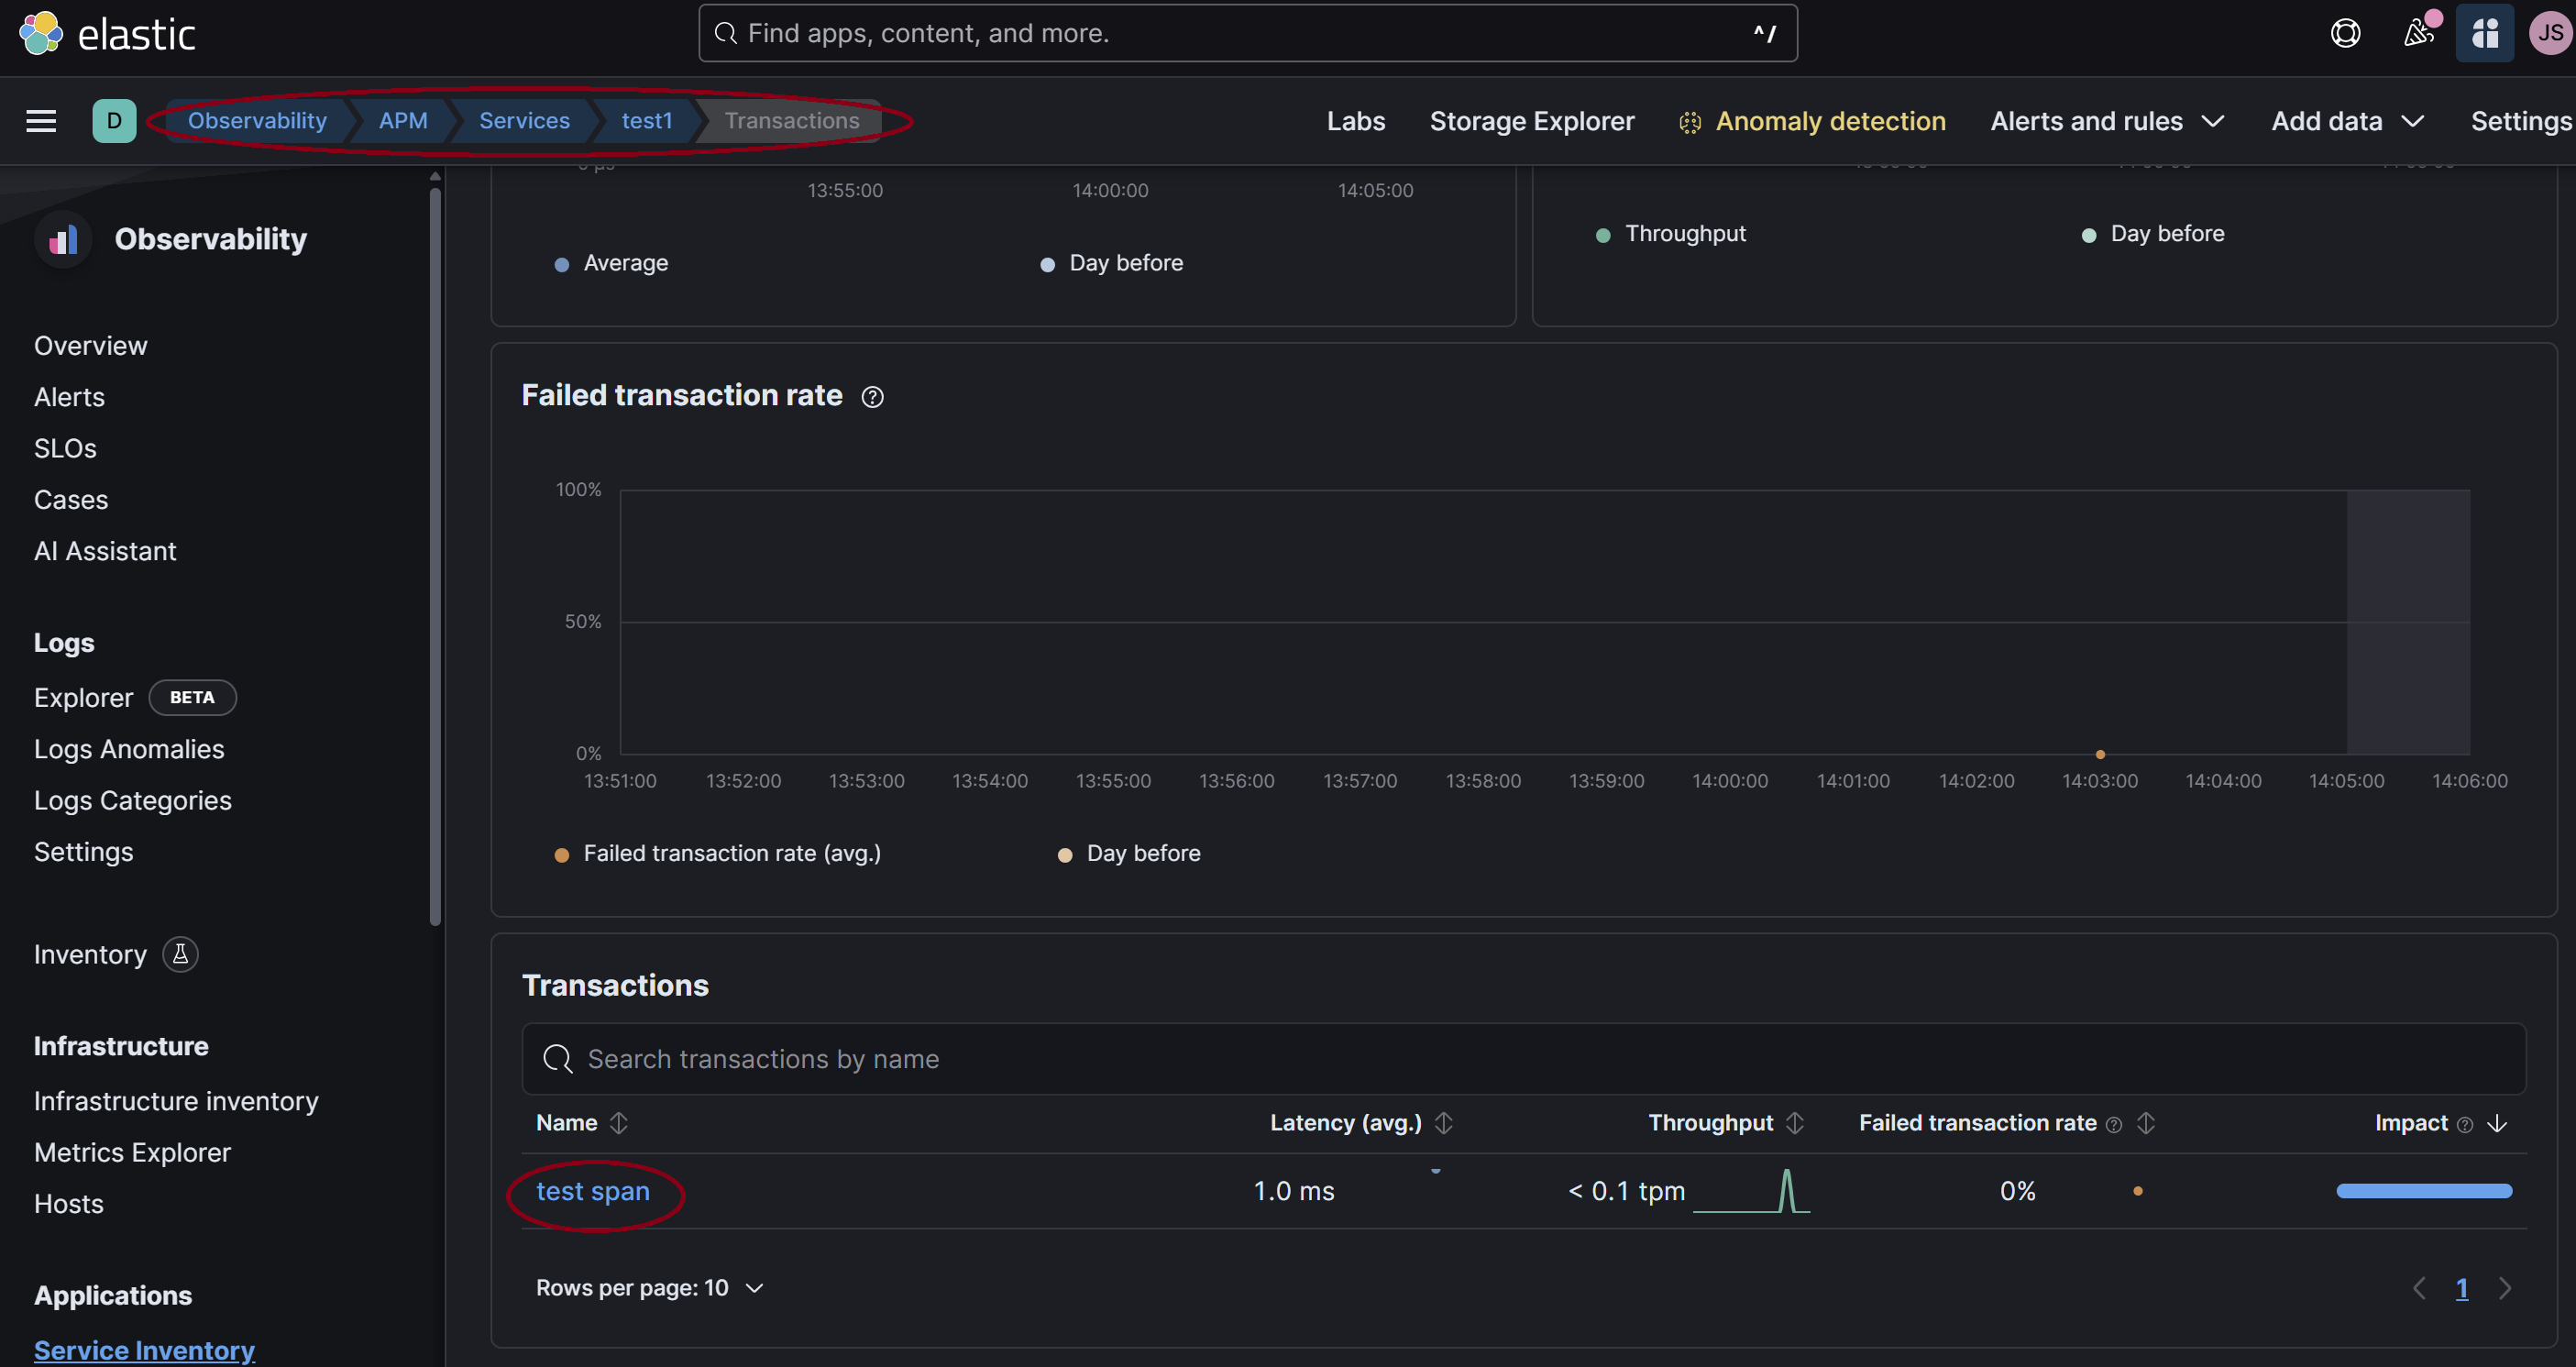 elastic
Find apps, content, and more.
^/
JS
D
Observability
APM
Services
test1
Transactions
Labs
Storage Explorer
Anomaly detection
Alerts and rules
Add data
Settings
Observability
Overview
Alerts
SLOs
Cases
AI Assistant
Logs
Explorer BETA
Logs Anomalies
Logs Categories
Settings
Inventory
Infrastructure
Infrastructure inventory
Metrics Explorer
Hosts
Applications
Service Inventory
13:55:00 14:00:00 14:05:00
Average Day before
Throughput Day before
Failed transaction rate
100%
50%
0%
13:51:00 13:52:00 13:53:00 13:54:00 13:55:00 13:56:00 13:57:00 13:58:00 13:59:00 14:00:00 14:01:00 14:02:00 14:03:00 14:04:00 14:05:00 14:06:00
Failed transaction rate (avg.) Day before
Transactions
Search transactions by name
Name Latency (avg.) Throughput Failed transaction rate Impact
test span 1.0 ms < 0.1 tpm 0%
Rows per page: 10
1